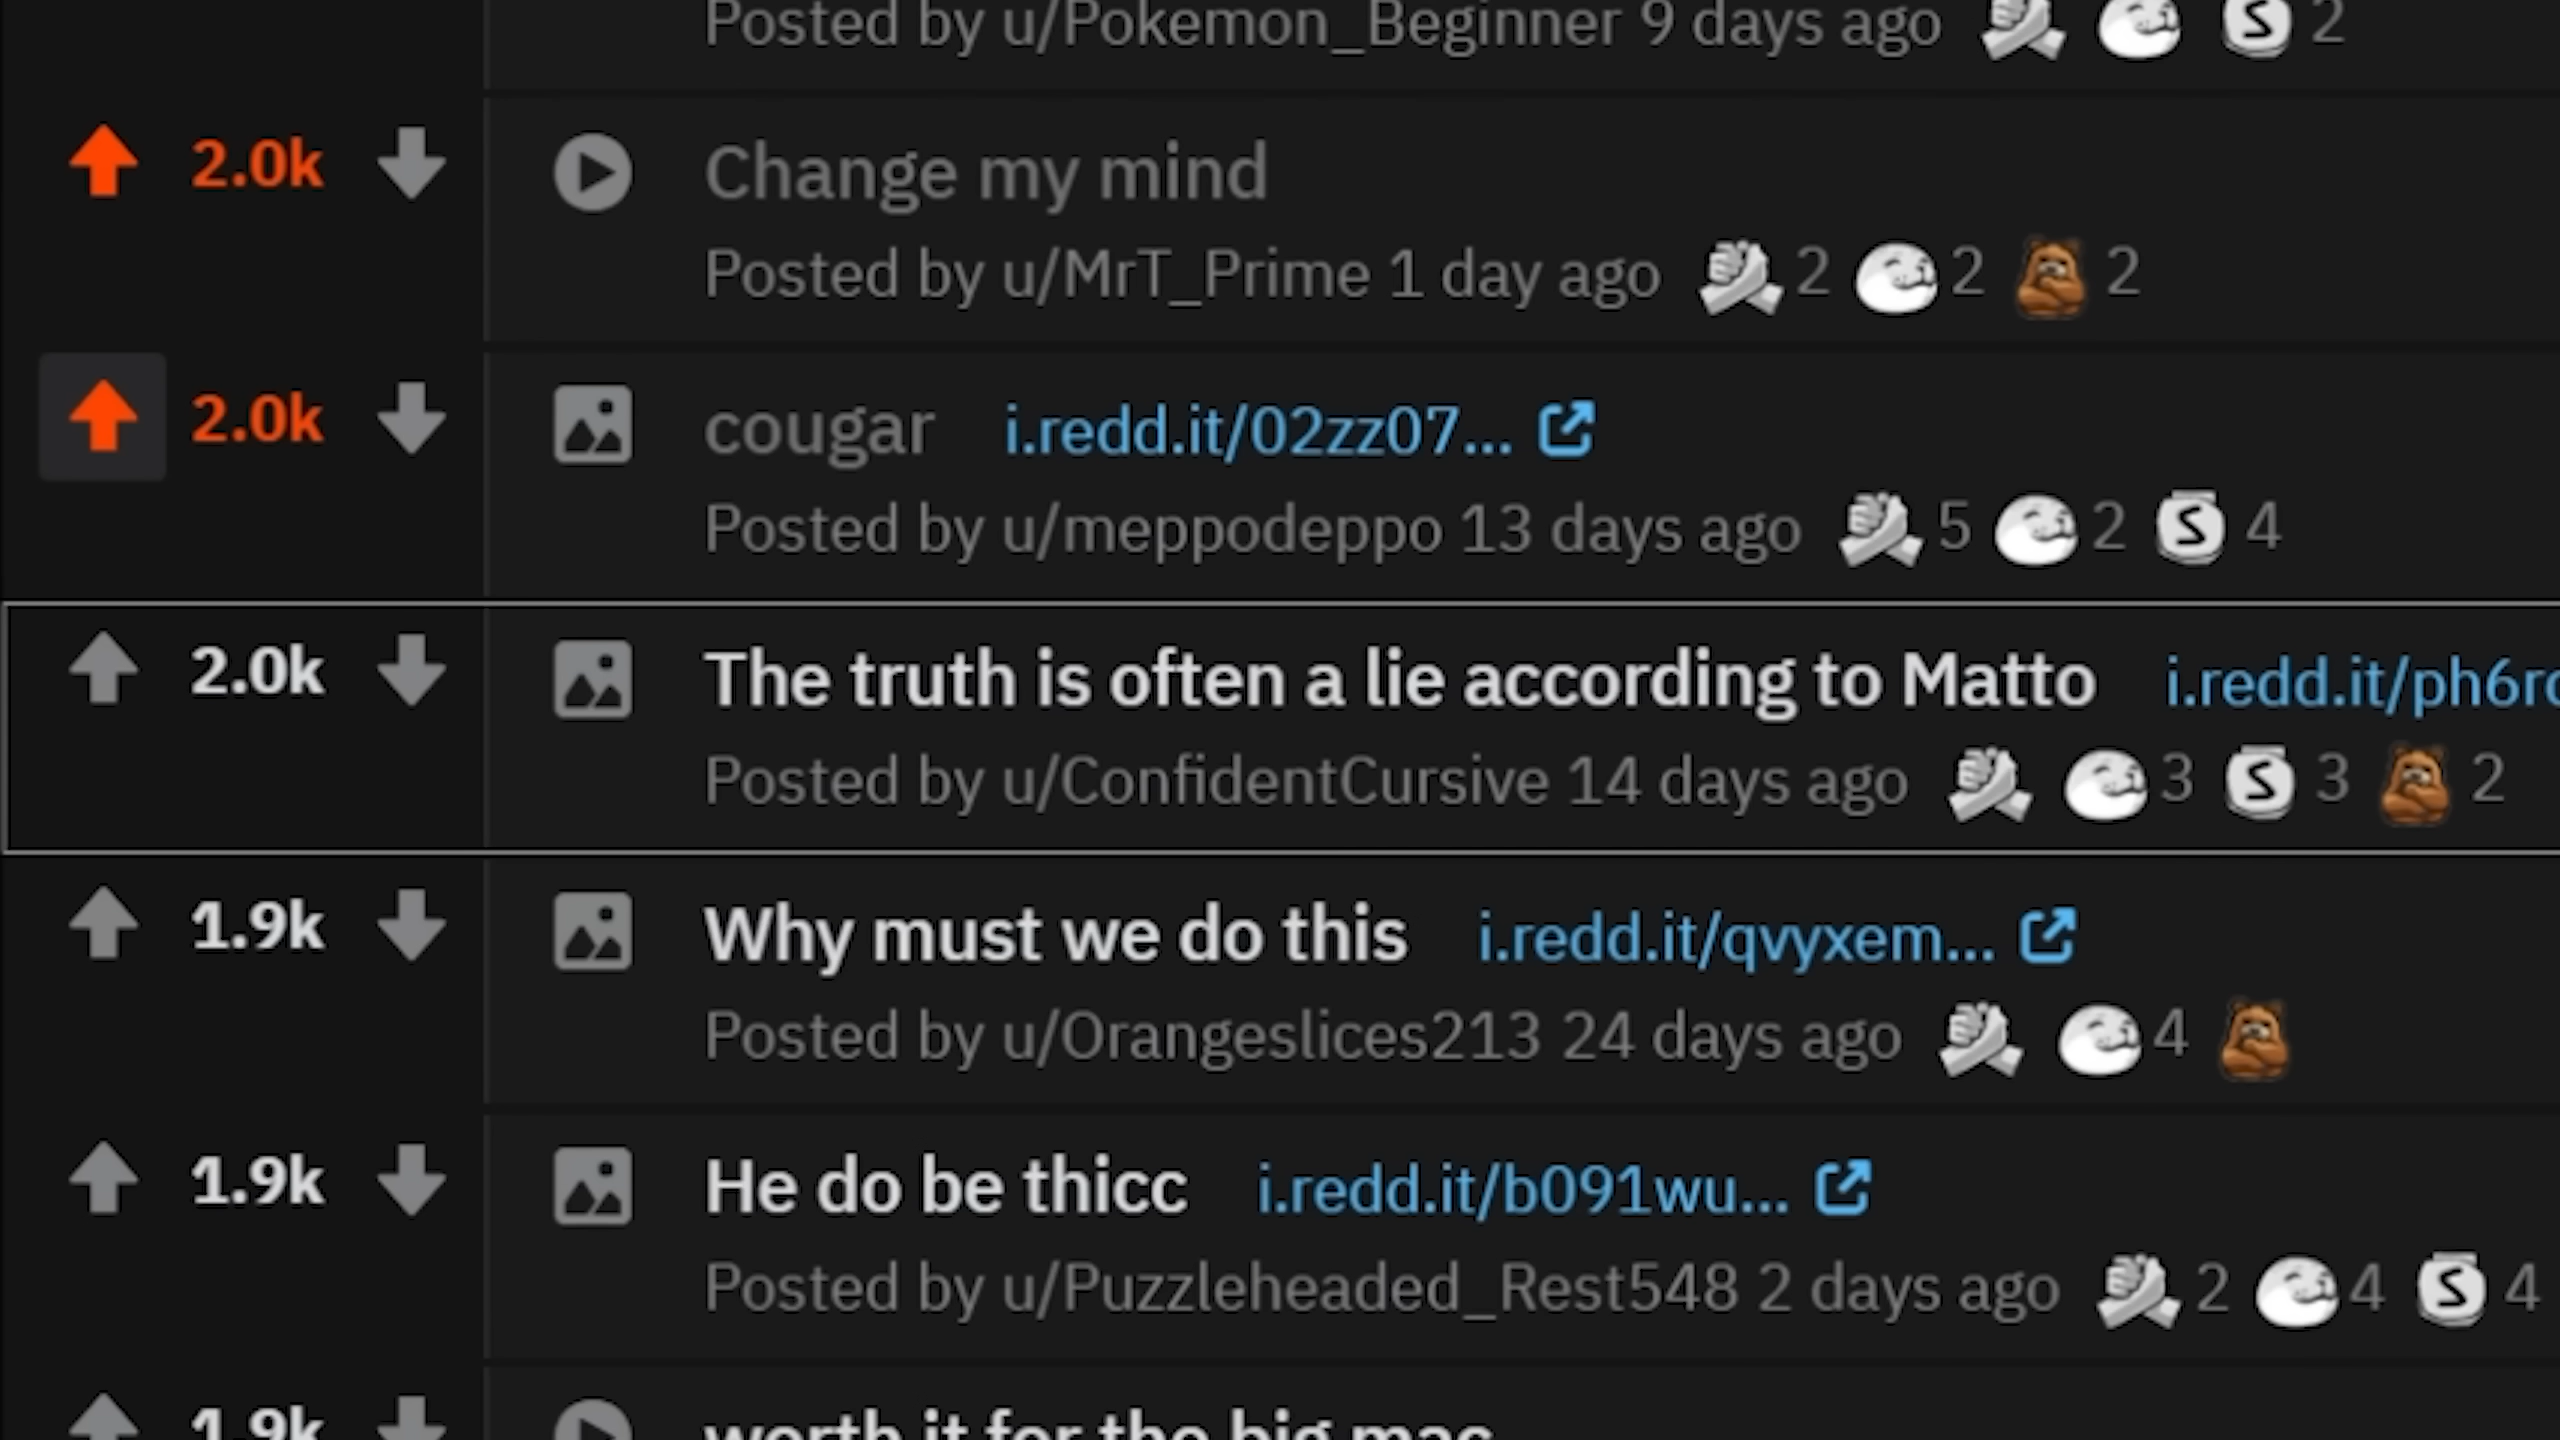 Posted by u/Pokemon_Beginner 9 days ago 2
2.0k Change my mind
Posted by u/MrT_Prime 1 day ago 2 2 2
2.0k cougar i.redd.it/02zz07...
Posted by u/meppodeppo 13 days ago 5 2 S 4
2.0k The truth is often a lie according to Matto i.redd.it/ph6rc
Posted by u/ConfidentCursive 14 days ago 3 S 3 2
1.9k Why must we do this i.redd.it/qvyxem...
Posted by u/Orangeslices213 24 days ago 4
1.9k He do be thicc i.redd.it/b091wu...
Posted by u/Puzzleheaded_Rest548 2 days ago 2 4 S 4
1.9k worth it for the big mac